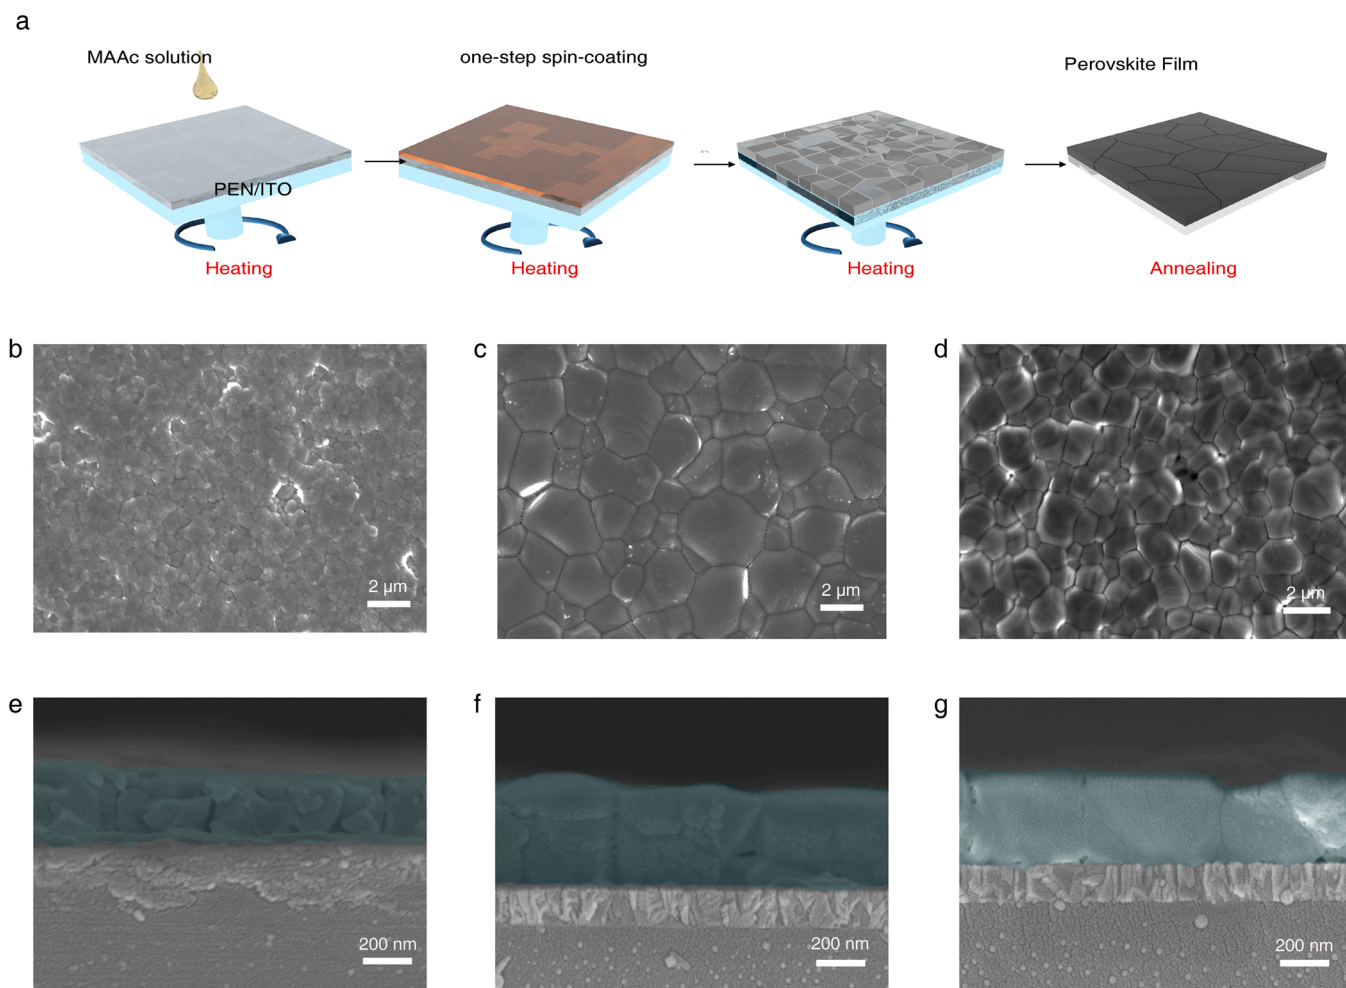 a
MAAc solution
one-step spin-coating
Perovskite Film
PEN/ITO
Heating
Heating
Heating
Annealing
b
c
d
2 μm
2 μm
2 μm
e
f
g
200 nm
200 nm
200 nm